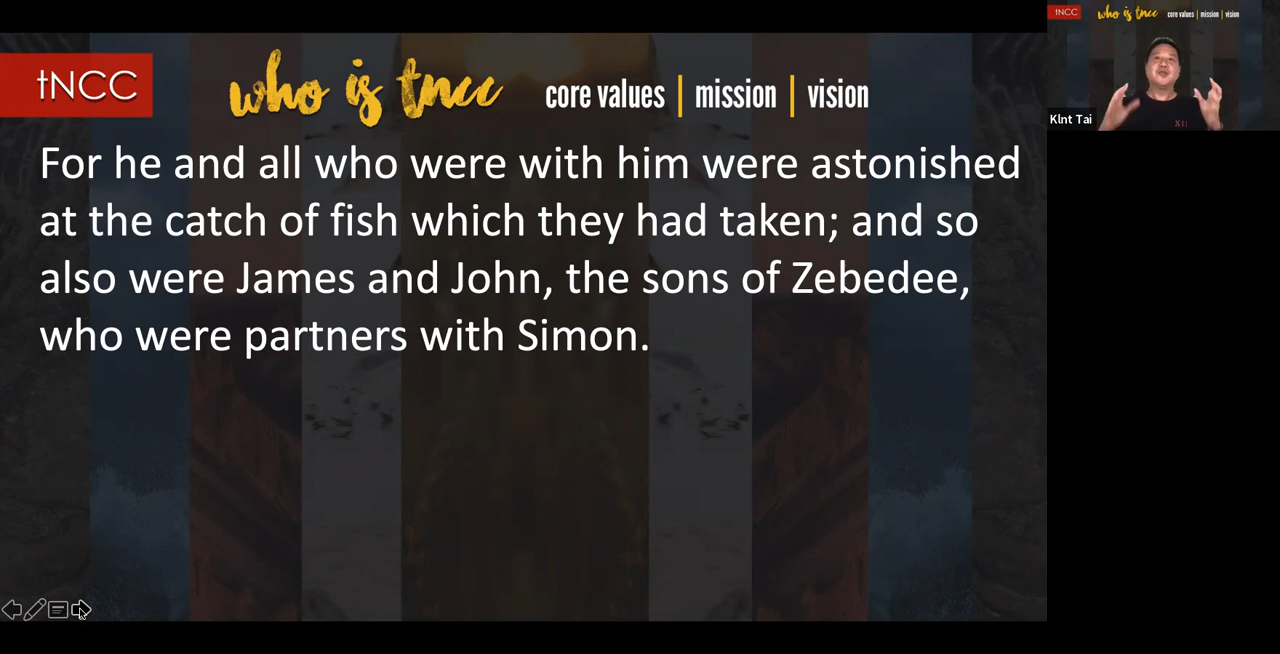 tNCC
who is tncc
core values | mission | vision
For he and all who were with him were astonished
at the catch of fish which they had taken; and so
also were James and John, the sons of Zebedee,
who were partners with Simon.
tNCC
who is tncc
core values | mission | vision
Klnt Tai